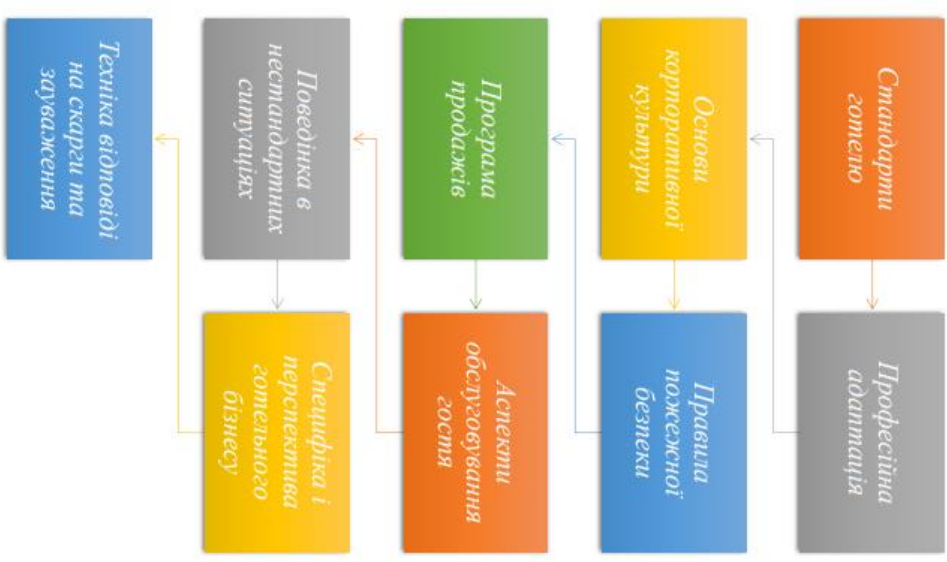 Стандарти
готелю
Професійна
адаптація
Основи
корпоративної
культури
Правила
пожежної
безпеки
Програма
продажів
Аспекти
обслуговування
гостя
Поведінка в
нестандартних
ситуаціях
Специфіка і
перспектива
готельного
бізнесу
Техніка відповіді
на скарги та
зауваження